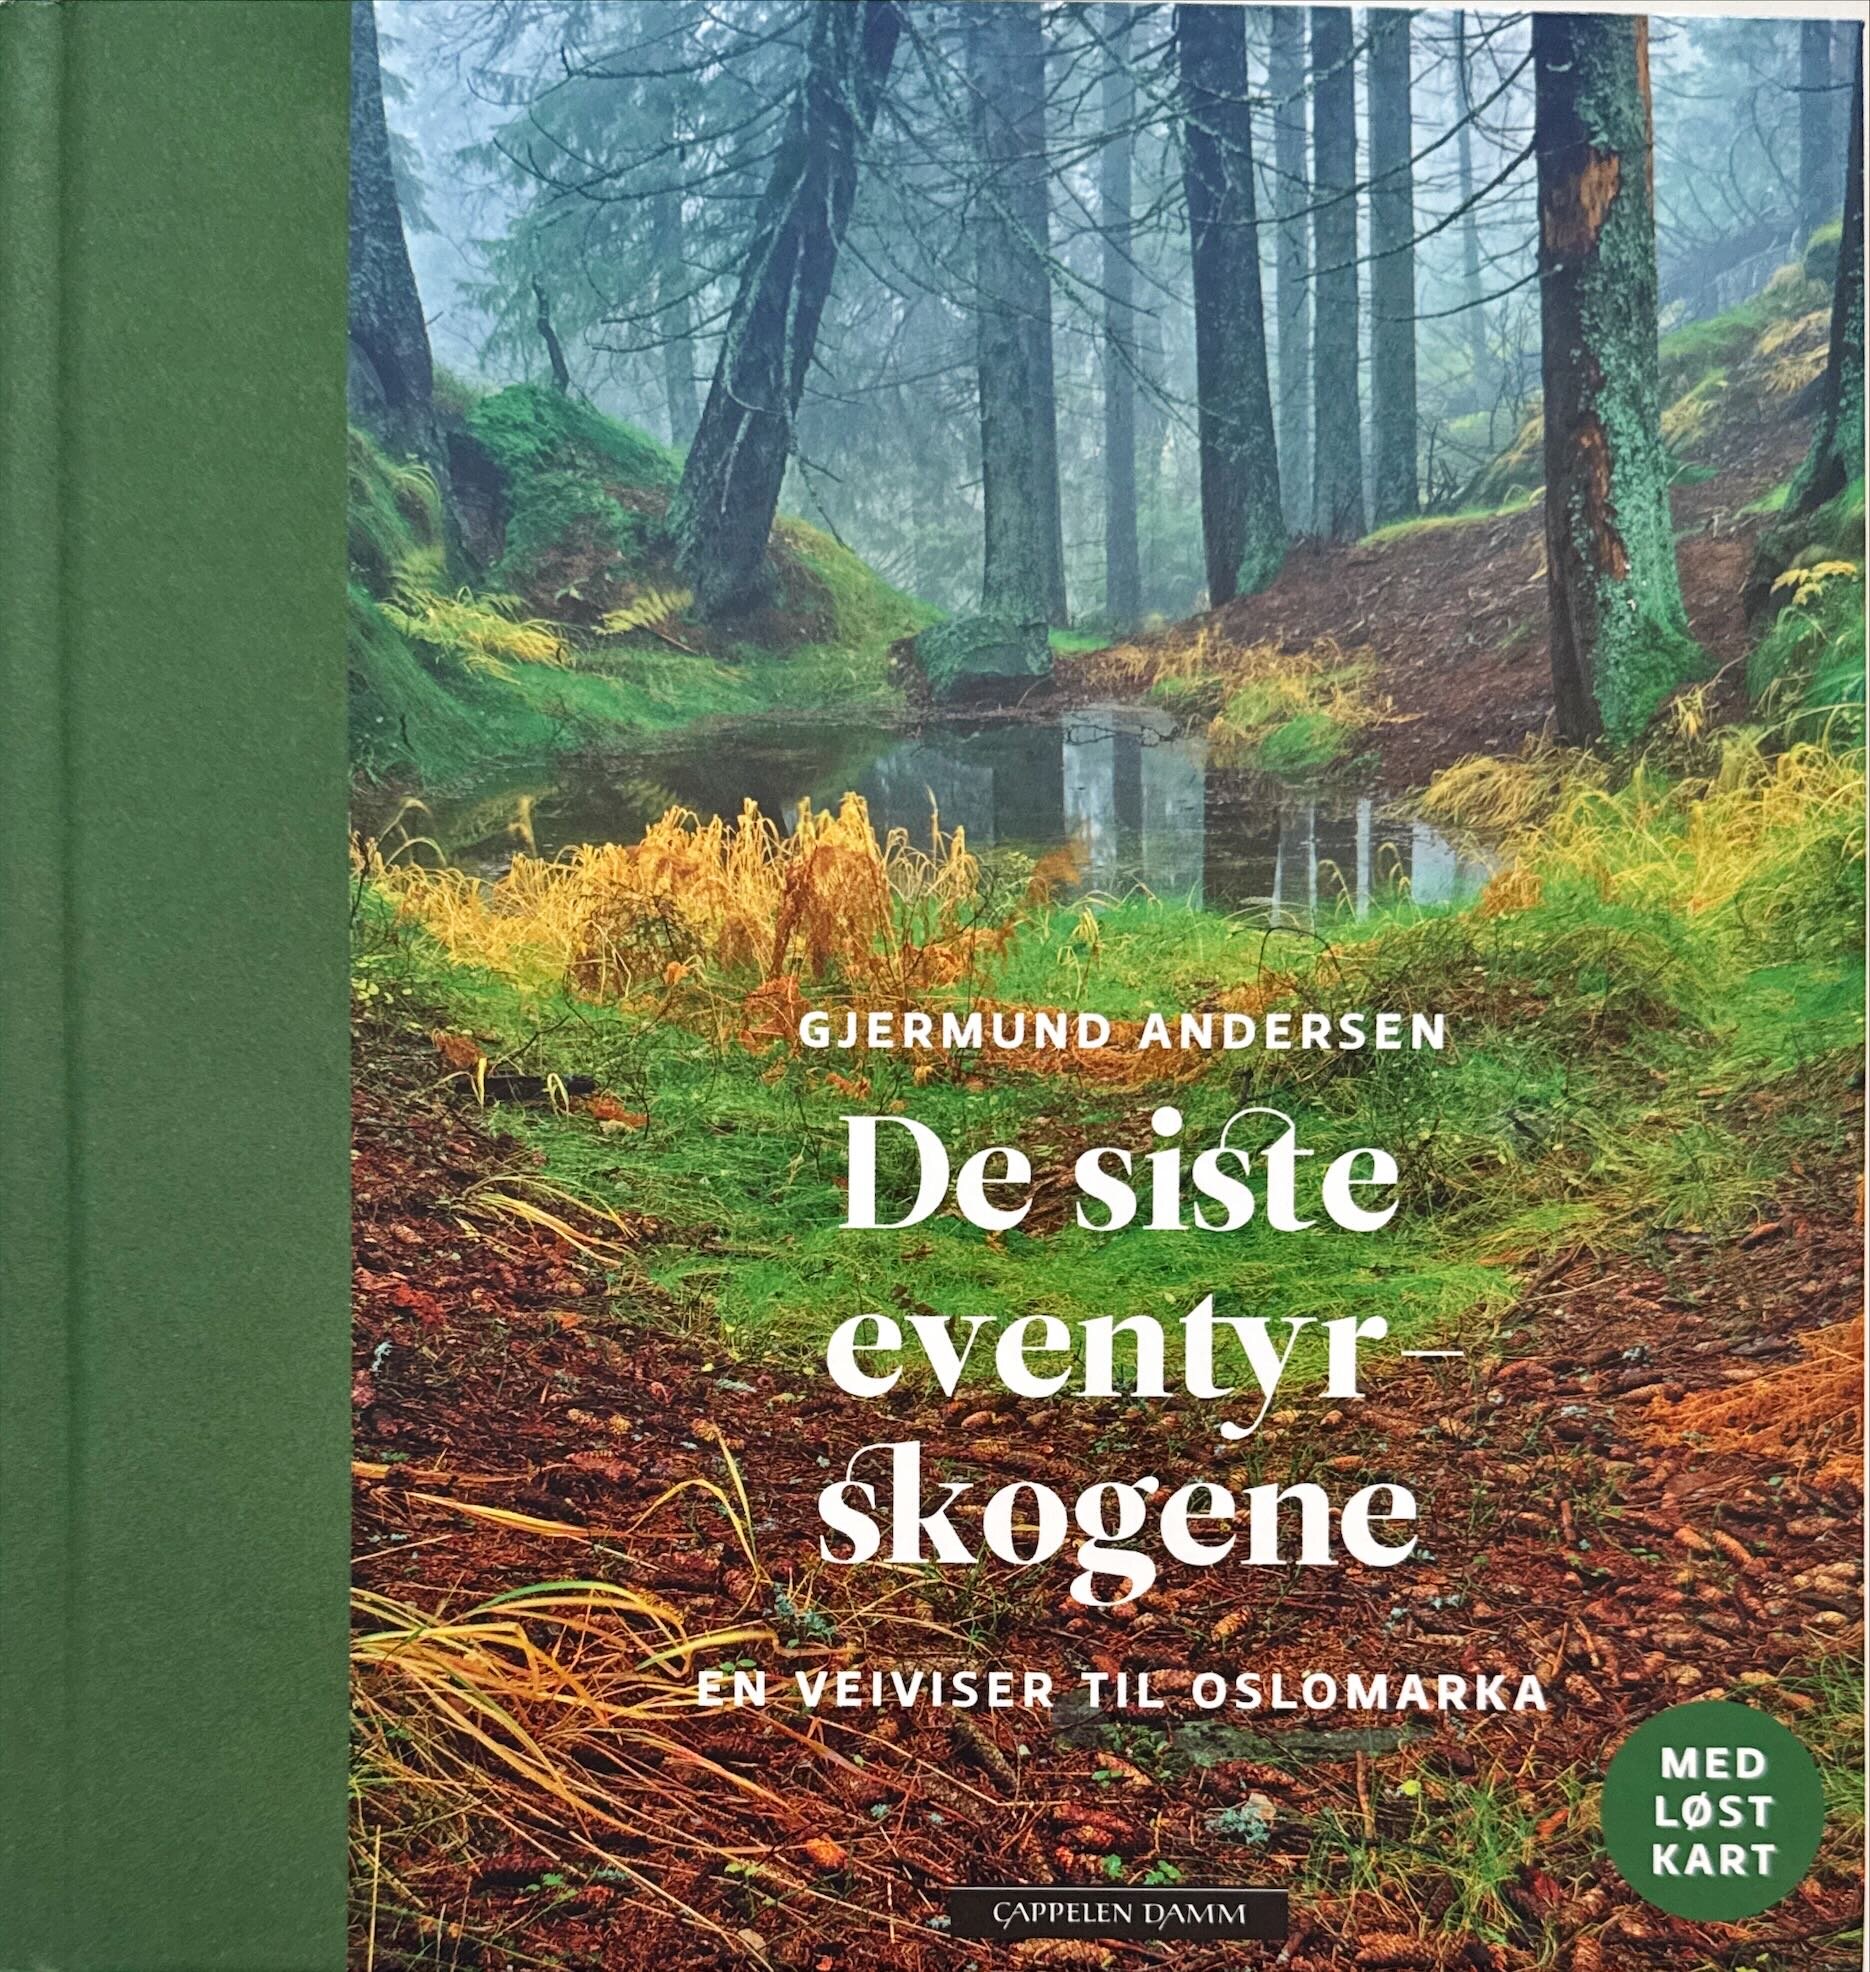 GJERMUND ANDERSEN
De siste
eventyr–
skogene
EN VEIVISER TIL OSLOMARKA
MED
LØST
KART
CAPPELEN DAMM